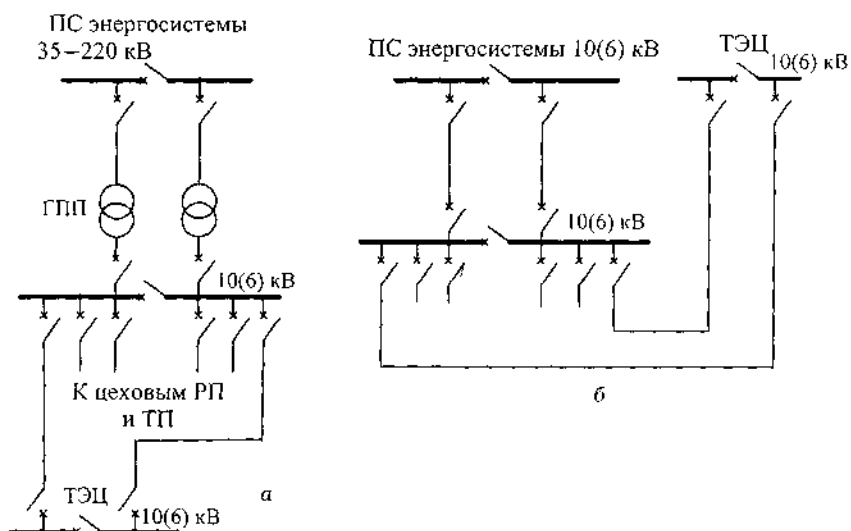 ПС энергосистемы
35–220 кВ
ГПП
10(6) кВ
К цеховым РП
и ТП
ТЭЦ
10(6) кВ
а
ПС энергосистемы 10(6) кВ
ТЭЦ
10(6) кВ
10(6) кВ
б